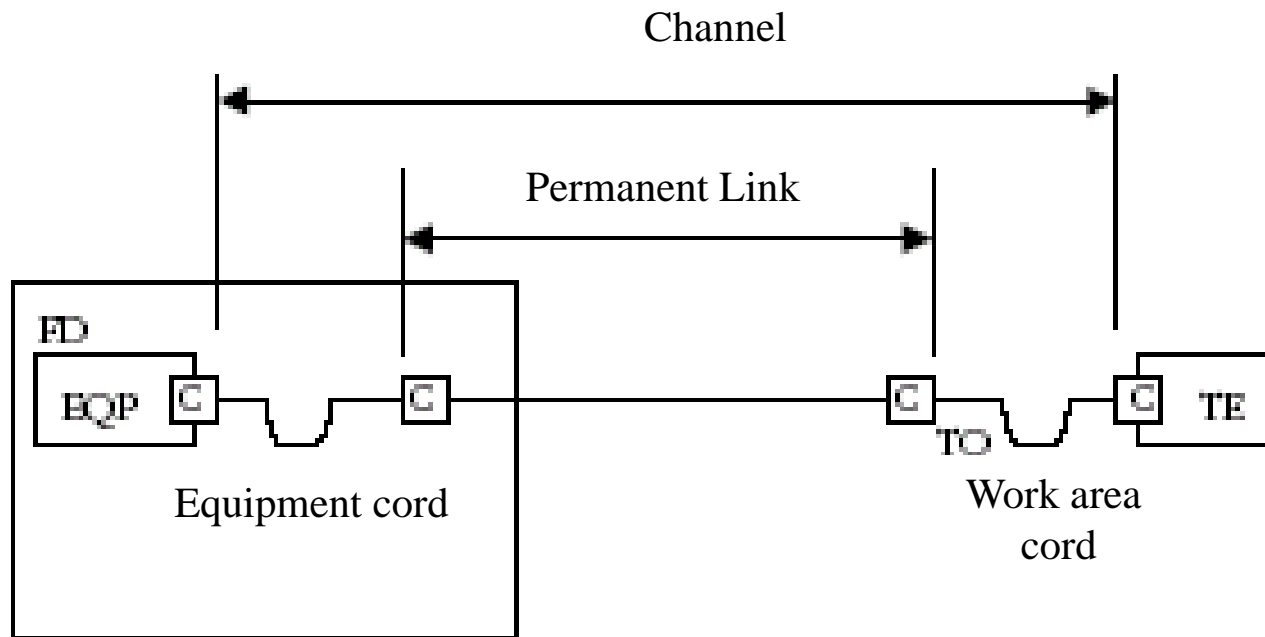 Channel
Permanent Link
FD
EQP
C
C
C
C
TE
TO
Equipment cord
Work area
cord